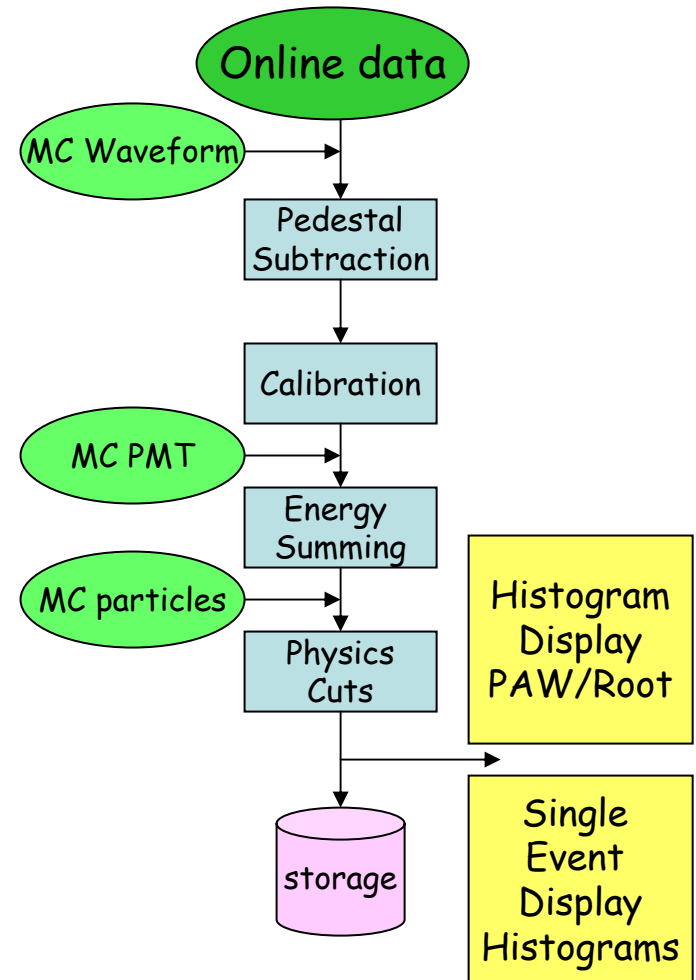 Online data
MC Waveform
Pedestal
Subtraction
Calibration
MC PMT
Energy
Summing
MC particles
Physics
Cuts
Histogram
Display
PAW/Root
storage
Single
Event
Display
Histograms